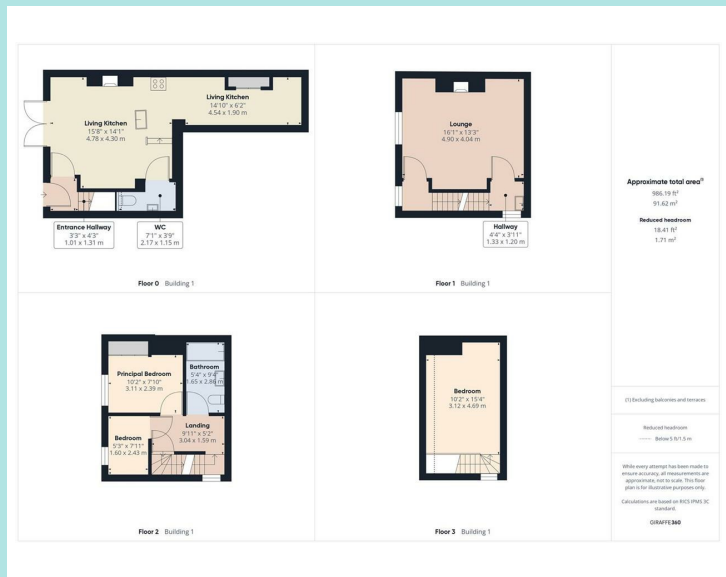 Living Kitchen
15'8" x 14'1"
4.78 x 4.30 m
Living Kitchen
14'10" x 6'2"
4.54 x 1.90 m
Entrance Hallway
3'3" x 4'3"
1.01 x 1.31 m
WC
7'1" x 3'9"
2.17 x 1.15 m
Floor 0 Building 1
Lounge
16'1" x 13'3"
4.90 x 4.04 m
Hallway
4'4" x 3'11"
1.33 x 1.20 m
Floor 1 Building 1
Principal Bedroom
10'2" x 7'10"
3.11 x 2.39 m
Bathroom
5'4" x 9'4"
1.65 x 2.86 m
Landing
9'11" x 5'2"
3.04 x 1.59 m
Bedroom
5'3" x 7'11"
1.60 x 2.43 m
Floor 2 Building 1
Bedroom
10'2" x 15'4"
3.12 x 4.69 m
Floor 3 Building 1
Approximate total area(1)
986.19 ft²
91.62 m²
Reduced headroom
18.41 ft²
1.71 m²
(1) Excluding balconies and terraces
Reduced headroom
Below 5 ft/1.5 m
While every attempt has been made to
ensure accuracy, all measurements are
approximate, not to scale. This floor
plan is for illustrative purposes only.
Calculations are based on RICS IPMS 3C
standard.
GIRAFFE360